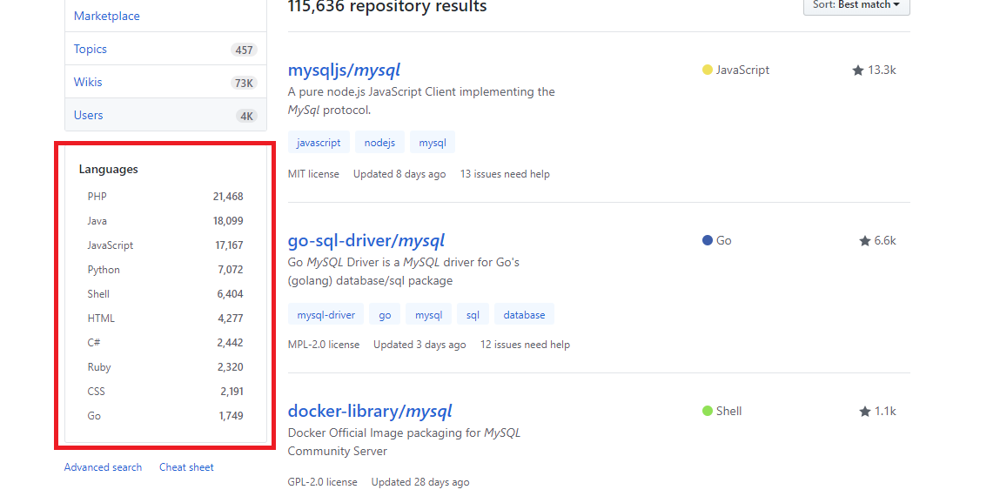 Marketplace
Topics 457
Wikis 73K
Users 4K
Languages
PHP 21,468
Java 18,099
JavaScript 17,167
Python 7,072
Shell 6,404
HTML 4,277
C# 2,442
Ruby 2,320
CSS 2,191
Go 1,749
Advanced search Cheat sheet
115,636 repository results
Sort: Best match
mysqljs/mysql
JavaScript
13.3k
A pure node.js JavaScript Client implementing the
MySql protocol.
javascript nodejs mysql
MIT license Updated 8 days ago 13 issues need help
go-sql-driver/mysql
Go
6.6k
Go MySQL Driver is a MySQL driver for Go's
(golang) database/sql package
mysql-driver go mysql sql database
MPL-2.0 license Updated 3 days ago 12 issues need help
docker-library/mysql
Shell
1.1k
Docker Official Image packaging for MySQL
Community Server
GPL-2.0 license Updated 28 days ago